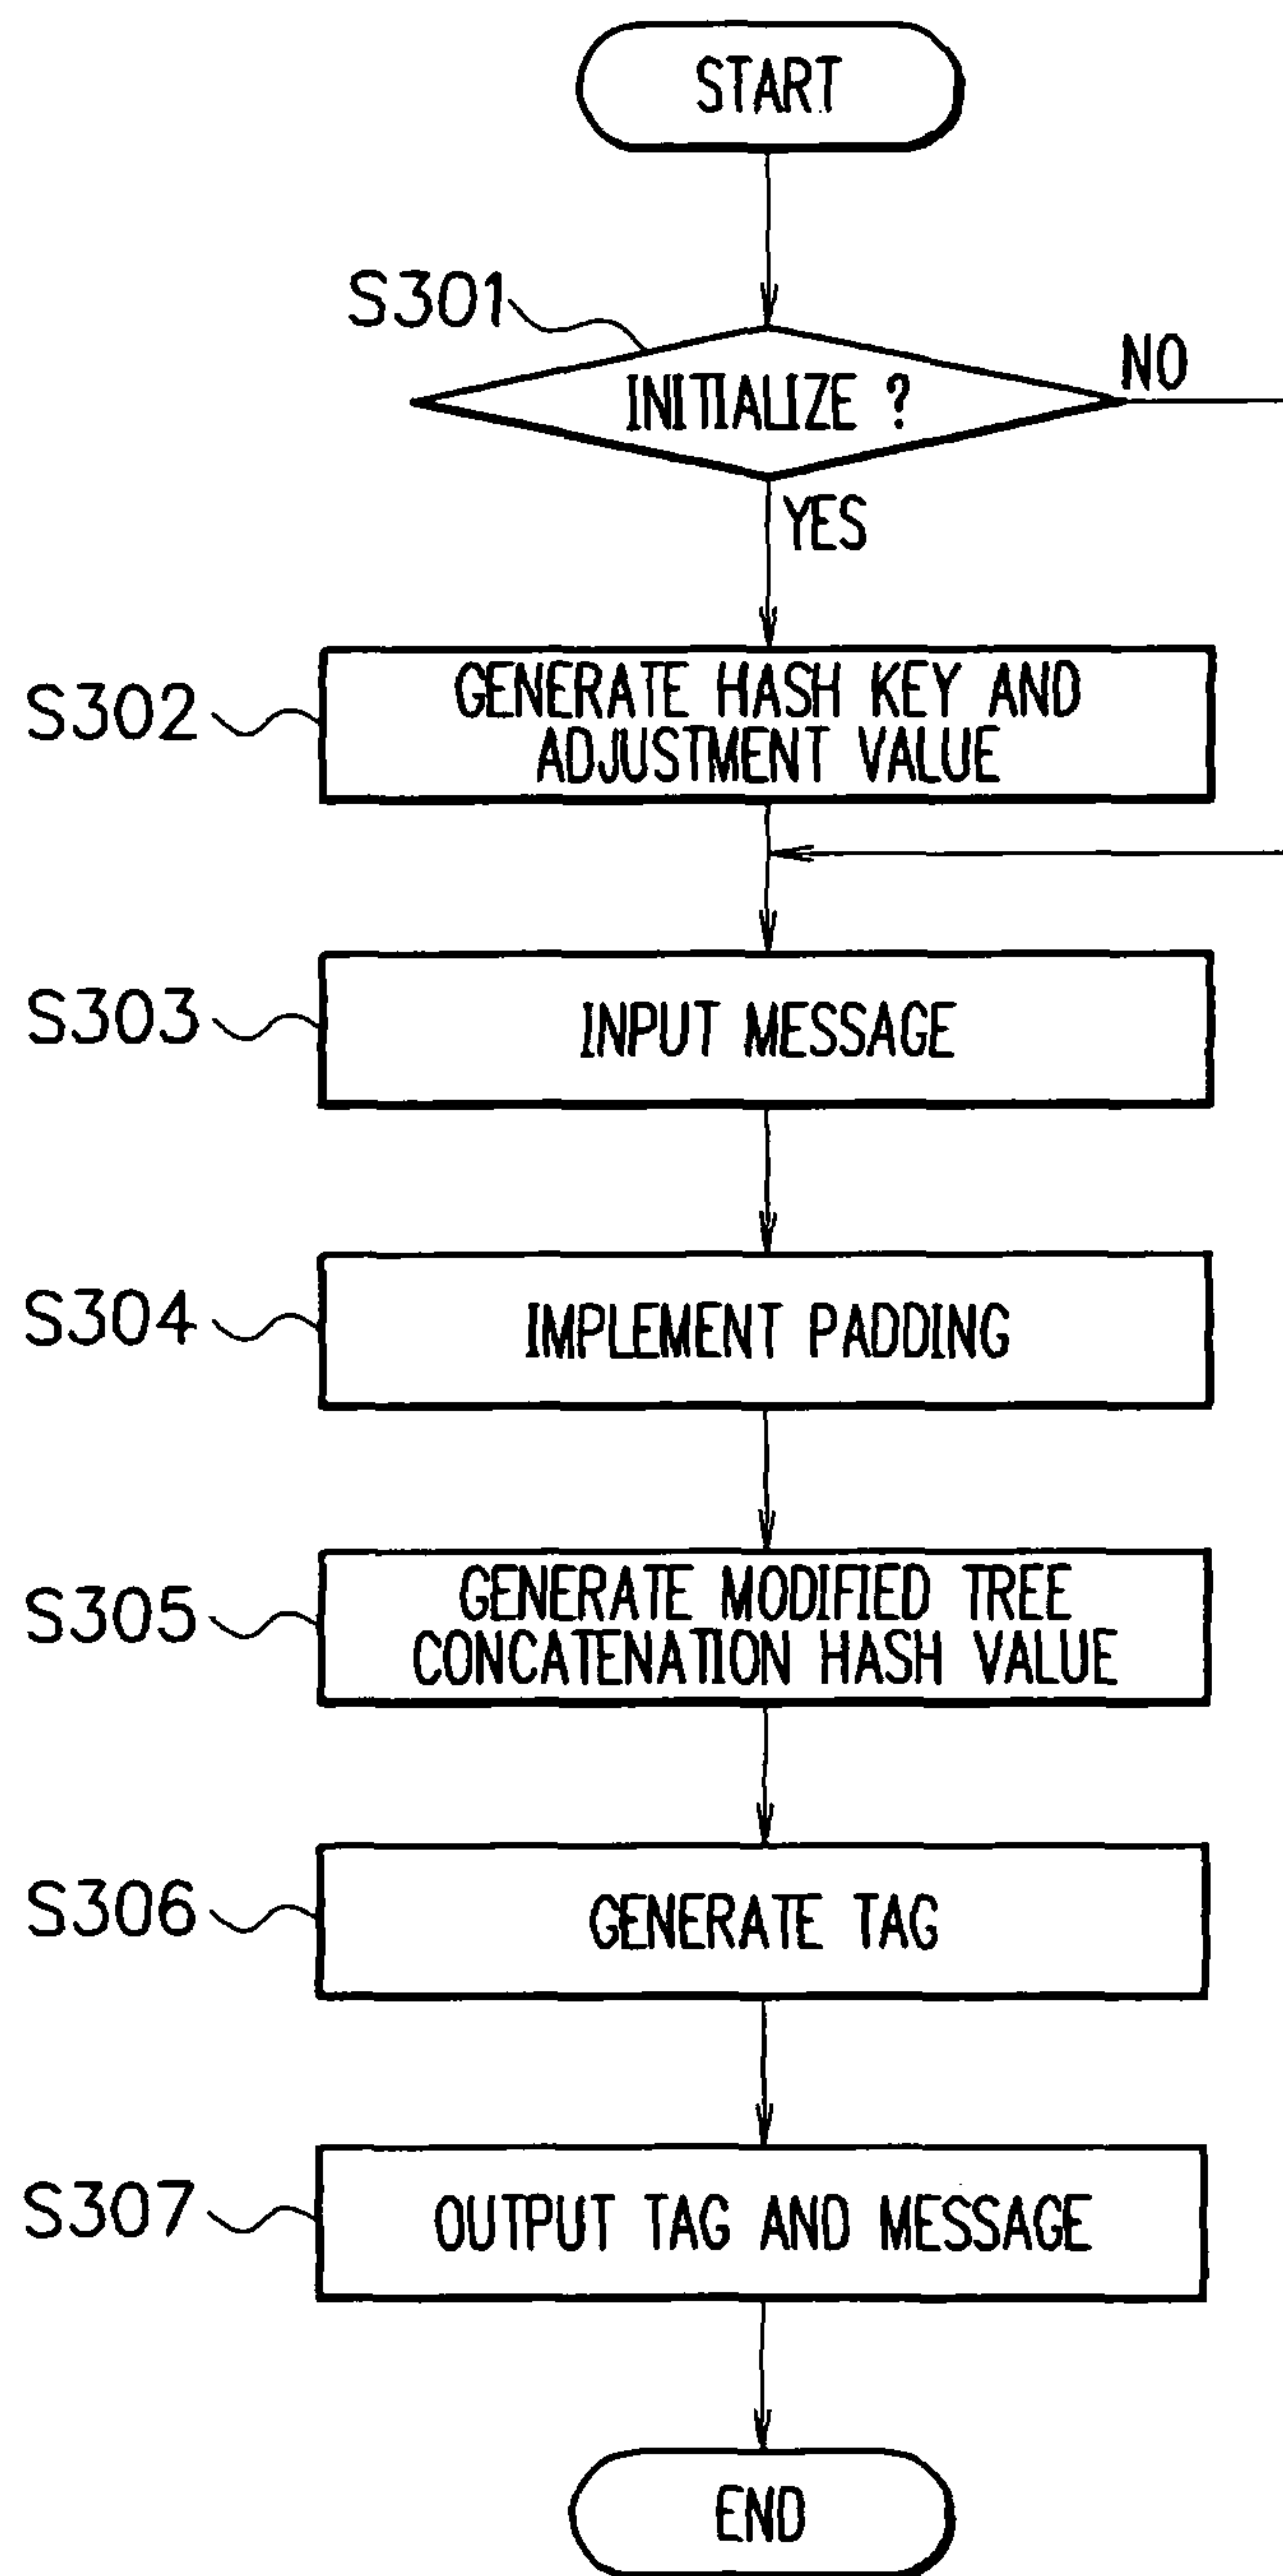 START
S301
INITIALIZE ?
NO
YES
S302
GENERATE HASH KEY AND
ADJUSTMENT VALUE
S303
INPUT MESSAGE
S304
IMPLEMENT PADDING
S305
GENERATE MODIFIED TREE
CONCATENATION HASH VALUE
S306
GENERATE TAG
S307
OUTPUT TAG AND MESSAGE
END